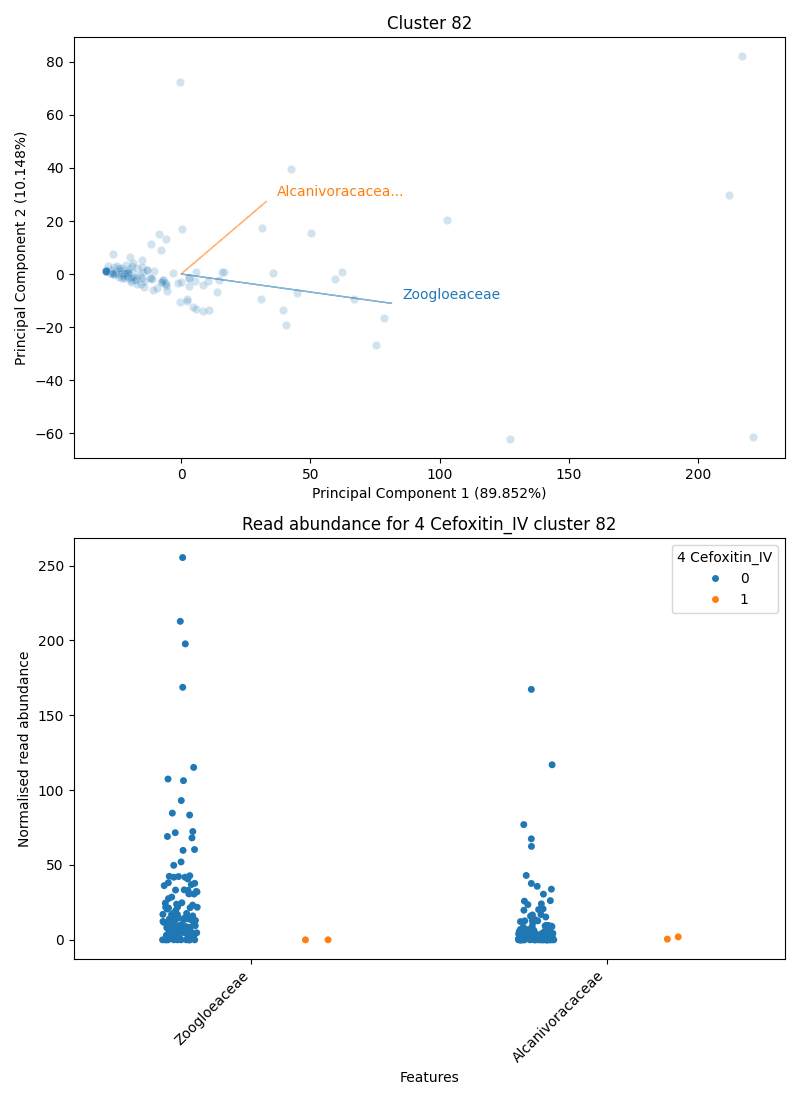 Cluster 82
80
60
40
20
0
−20
−40
−60
Principal Component 2 (10.148%)
Alcanivoracacea...
Zoogloeaceae
0
50
100
150
200
Principal Component 1 (89.852%)
Read abundance for 4 Cefoxitin_IV cluster 82
250
200
150
100
50
0
Normalised read abundance
4 Cefoxitin_IV
0
1
Zoogloeaceae
Alcanivoracaceae
Features